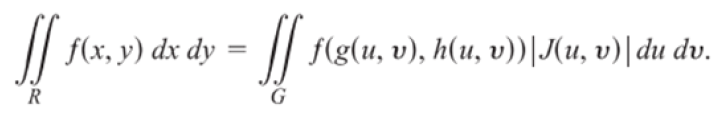 ∬_R f(x, y) dx dy = ∬_G f(g(u, v), h(u, v))|J(u, v)| du dv.